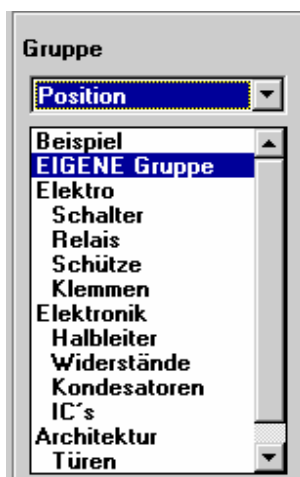 Gruppe
Position
Beispiel
EIGENE Gruppe
Elektro
Schalter
Relais
Schütze
Klemmen
Elektronik
Halbleiter
Widerstände
Kondesatoren
IC´s
Architektur
Türen